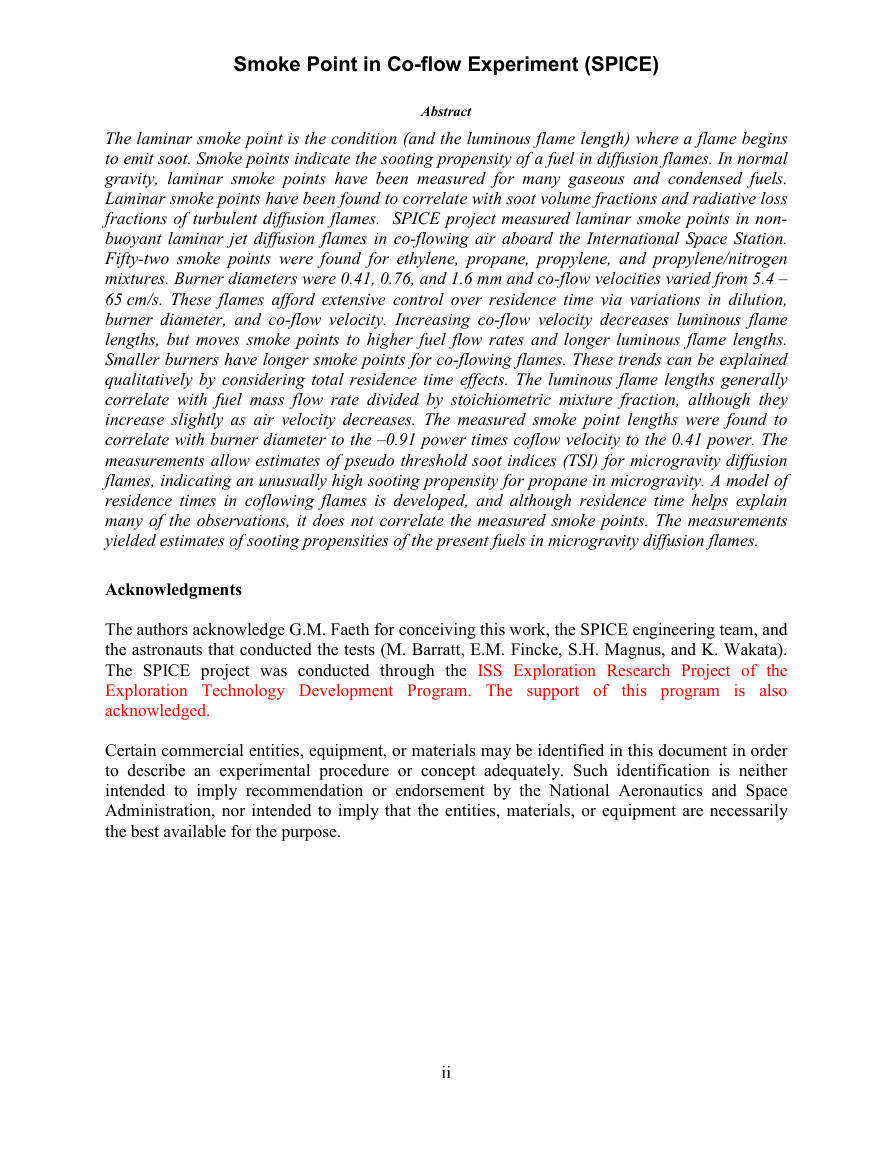 Smoke Point in Co-flow Experiment (SPICE)
Abstract
The laminar smoke point is the condition (and the luminous flame length) where a flame begins
to emit soot. Smoke points indicate the sooting propensity of a fuel in diffusion flames. In normal
gravity, laminar smoke points have been measured for many gaseous and condensed fuels.
Laminar smoke points have been found to correlate with soot volume fractions and radiative loss
fractions of turbulent diffusion flames. SPICE project measured laminar smoke points in non-
buoyant laminar jet diffusion flames in co-flowing air aboard the International Space Station.
Fifty-two smoke points were found for ethylene, propane, propylene, and propylene/nitrogen
mixtures. Burner diameters were 0.41, 0.76, and 1.6 mm and co-flow velocities varied from 5.4 –
65 cm/s. These flames afford extensive control over residence time via variations in dilution,
burner diameter, and co-flow velocity. Increasing co-flow velocity decreases luminous flame
lengths, but moves smoke points to higher fuel flow rates and longer luminous flame lengths.
Smaller burners have longer smoke points for co-flowing flames. These trends can be explained
qualitatively by considering total residence time effects. The luminous flame lengths generally
correlate with fuel mass flow rate divided by stoichiometric mixture fraction, although they
increase slightly as air velocity decreases. The measured smoke point lengths were found to
correlate with burner diameter to the –0.91 power times coflow velocity to the 0.41 power. The
measurements allow estimates of pseudo threshold soot indices (TSI) for microgravity diffusion
flames, indicating an unusually high sooting propensity for propane in microgravity. A model of
residence times in coflowing flames is developed, and although residence time helps explain
many of the observations, it does not correlate the measured smoke points. The measurements
yielded estimates of sooting propensities of the present fuels in microgravity diffusion flames.
Acknowledgments
The authors acknowledge G.M. Faeth for conceiving this work, the SPICE engineering team, and
the astronauts that conducted the tests (M. Barratt, E.M. Fincke, S.H. Magnus, and K. Wakata).
The SPICE project was conducted through the ISS Exploration Research Project of the
Exploration Technology Development Program. The support of this program is also
acknowledged.
Certain commercial entities, equipment, or materials may be identified in this document in order
to describe an experimental procedure or concept adequately. Such identification is neither
intended to imply recommendation or endorsement by the National Aeronautics and Space
Administration, nor intended to imply that the entities, materials, or equipment are necessarily
the best available for the purpose.
ii